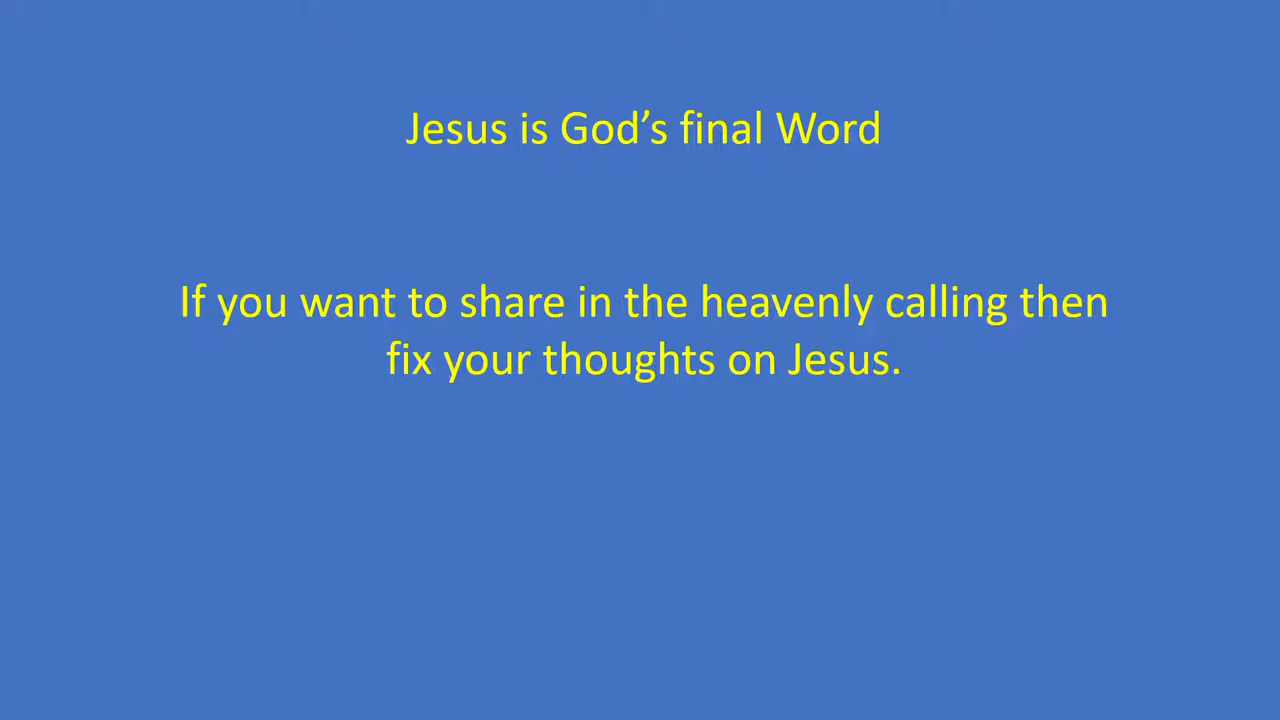 Jesus is God’s final Word
If you want to share in the heavenly calling then
fix your thoughts on Jesus.